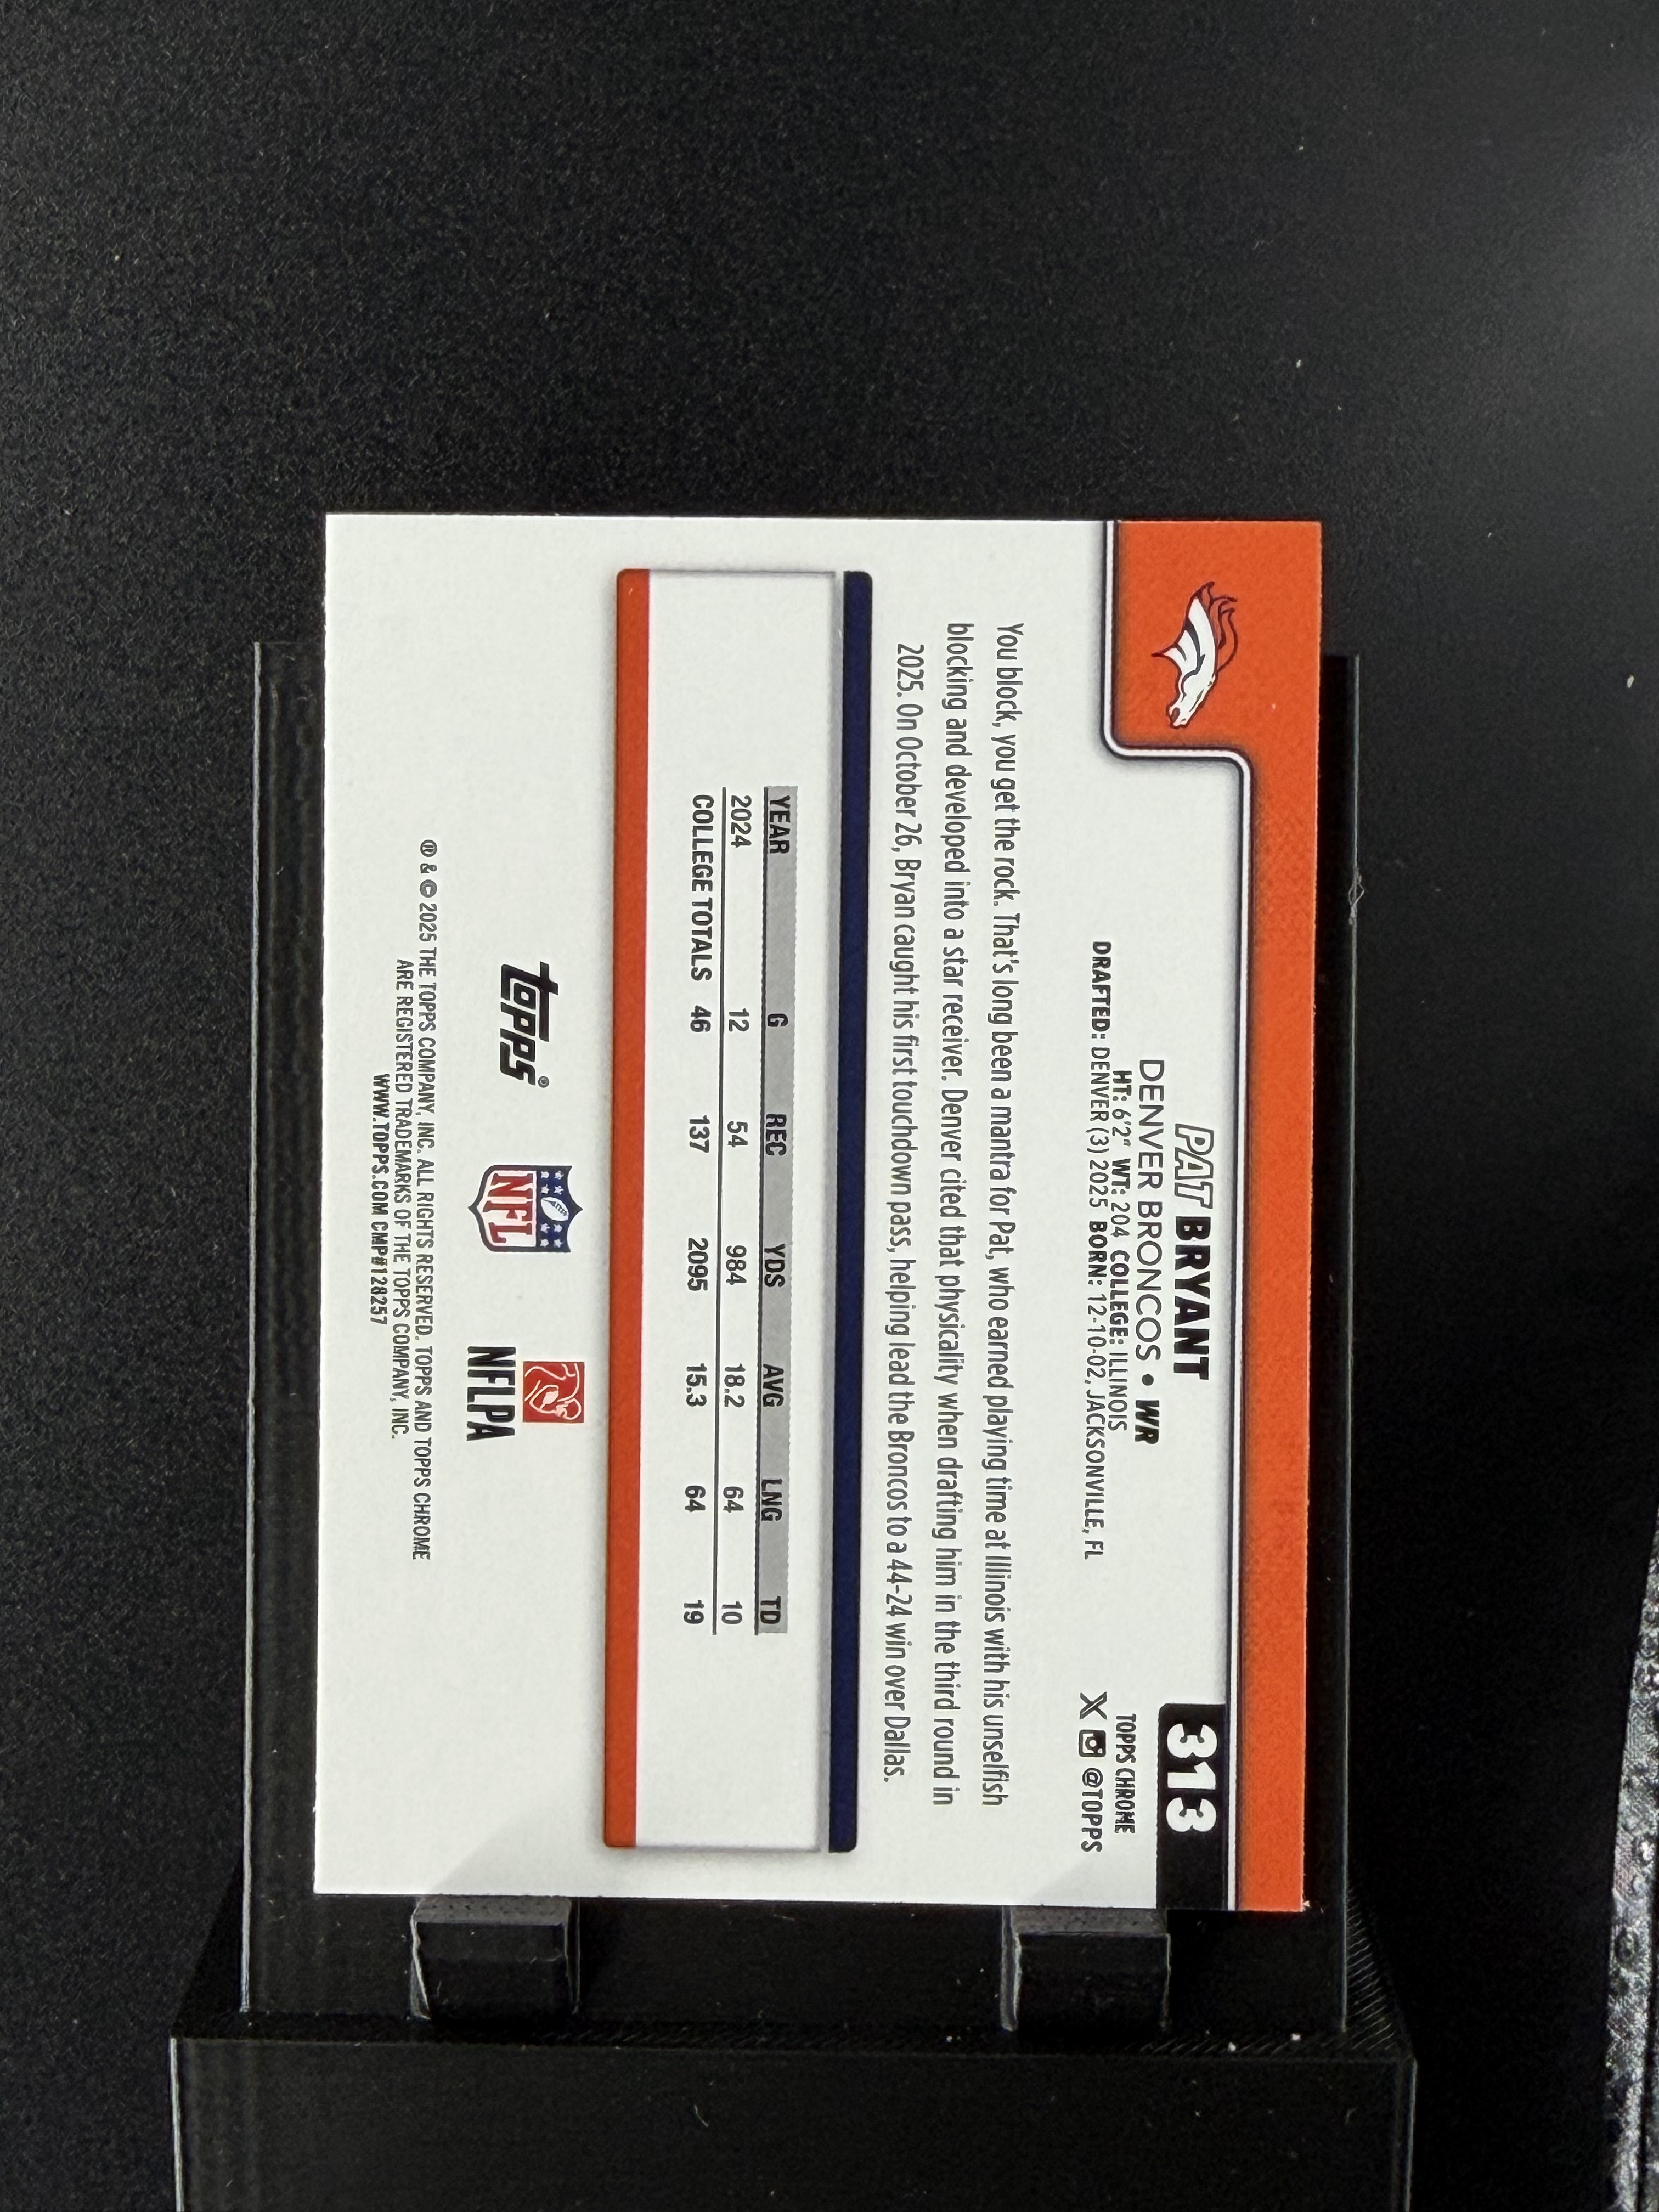 313
TOPPS CHROME
X @TOPPS
PAT BRYANT
DENVER BRONCOS • WR
HT: 6'2" WT: 204 COLLEGE: ILLINOIS
DRAFTED: DENVER (3) 2025 BORN: 12-10-02, JACKSONVILLE, FL
You block, you get the rock. That's long been a mantra for Pat, who earned playing time at Illinois with his unselfish
blocking and developed into a star receiver. Denver cited that physicality when drafting him in the third round in
2025. On October 26, Bryan caught his first touchdown pass, helping lead the Broncos to a 44-24 win over Dallas.
YEAR G REC YDS AVG LNG TD
2024 12 54 984 18.2 64 10
COLLEGE TOTALS 46 137 2095 15.3 64 19
topps®
NFL
NFLPA
® & © 2025 THE TOPPS COMPANY, INC. ALL RIGHTS RESERVED. TOPPS AND TOPPS CHROME
ARE REGISTERED TRADEMARKS OF THE TOPPS COMPANY, INC.
WWW.TOPPS.COM CMP#128257